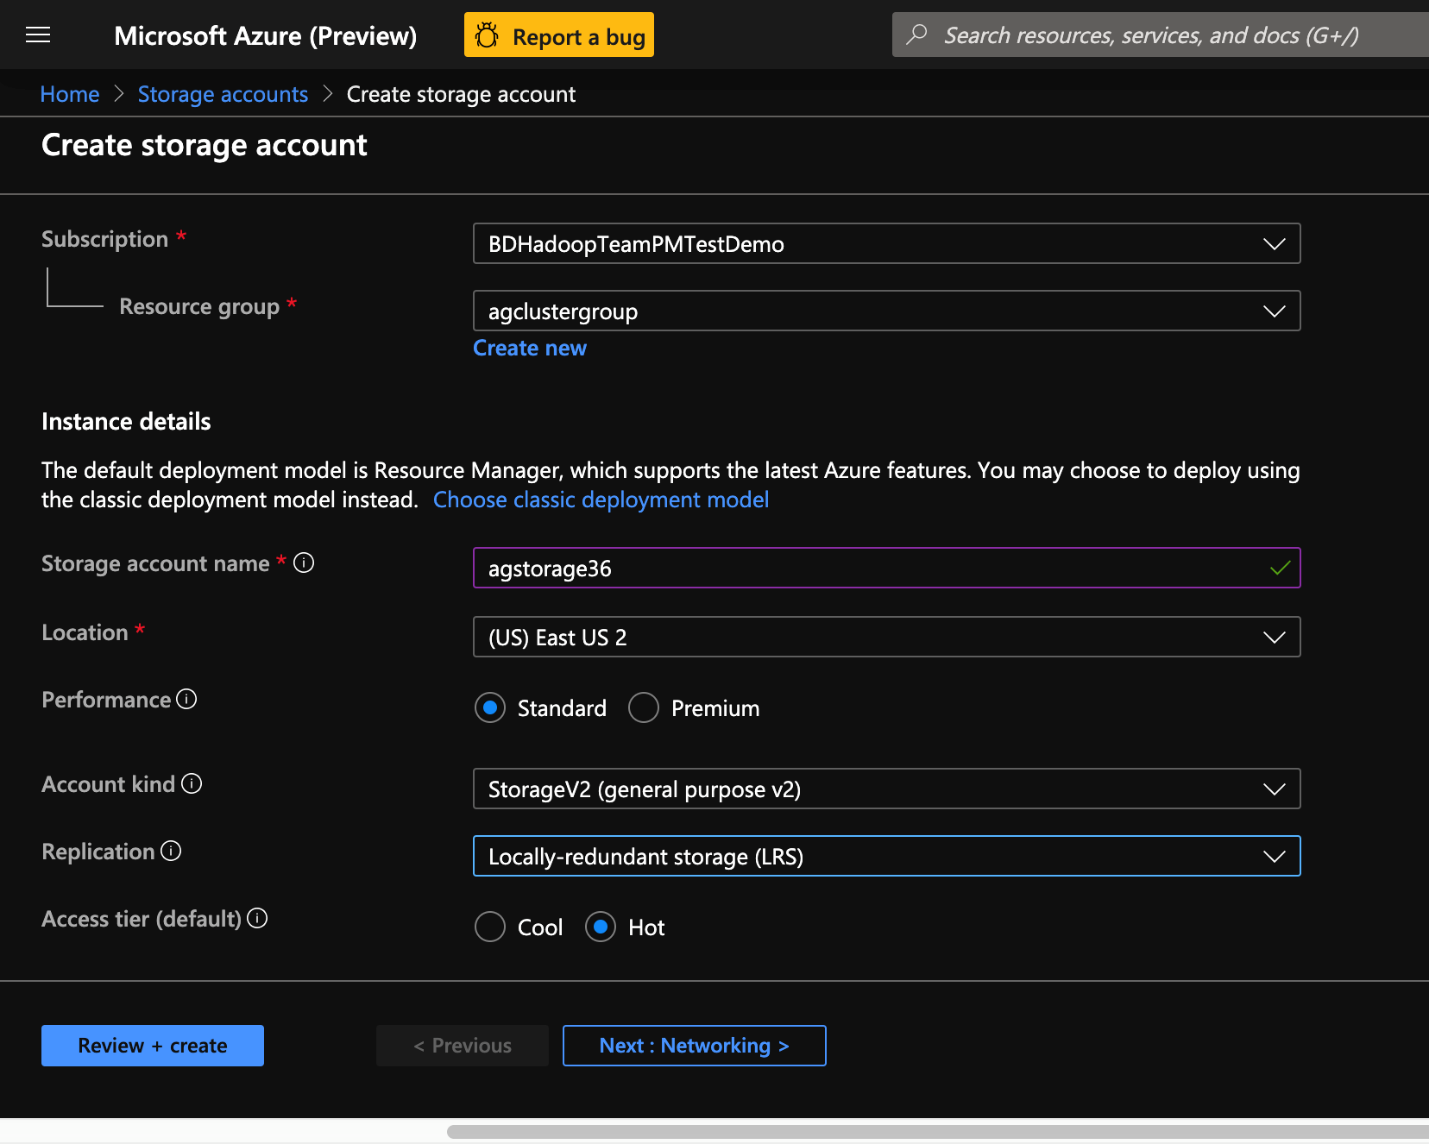 Microsoft Azure (Preview) Report a bug Search resources, services, and docs (G+/)
Home > Storage accounts > Create storage account
Create storage account
Subscription * BDHadoopTeamPMTestDemo
Resource group * agclustergroup
Create new
Instance details
The default deployment model is Resource Manager, which supports the latest Azure features. You may choose to deploy using
the classic deployment model instead. Choose classic deployment model
Storage account name * agstorage36
Location * (US) East US 2
Performance Standard Premium
Account kind StorageV2 (general purpose v2)
Replication Locally-redundant storage (LRS)
Access tier (default) Cool Hot
Review + create < Previous Next : Networking >